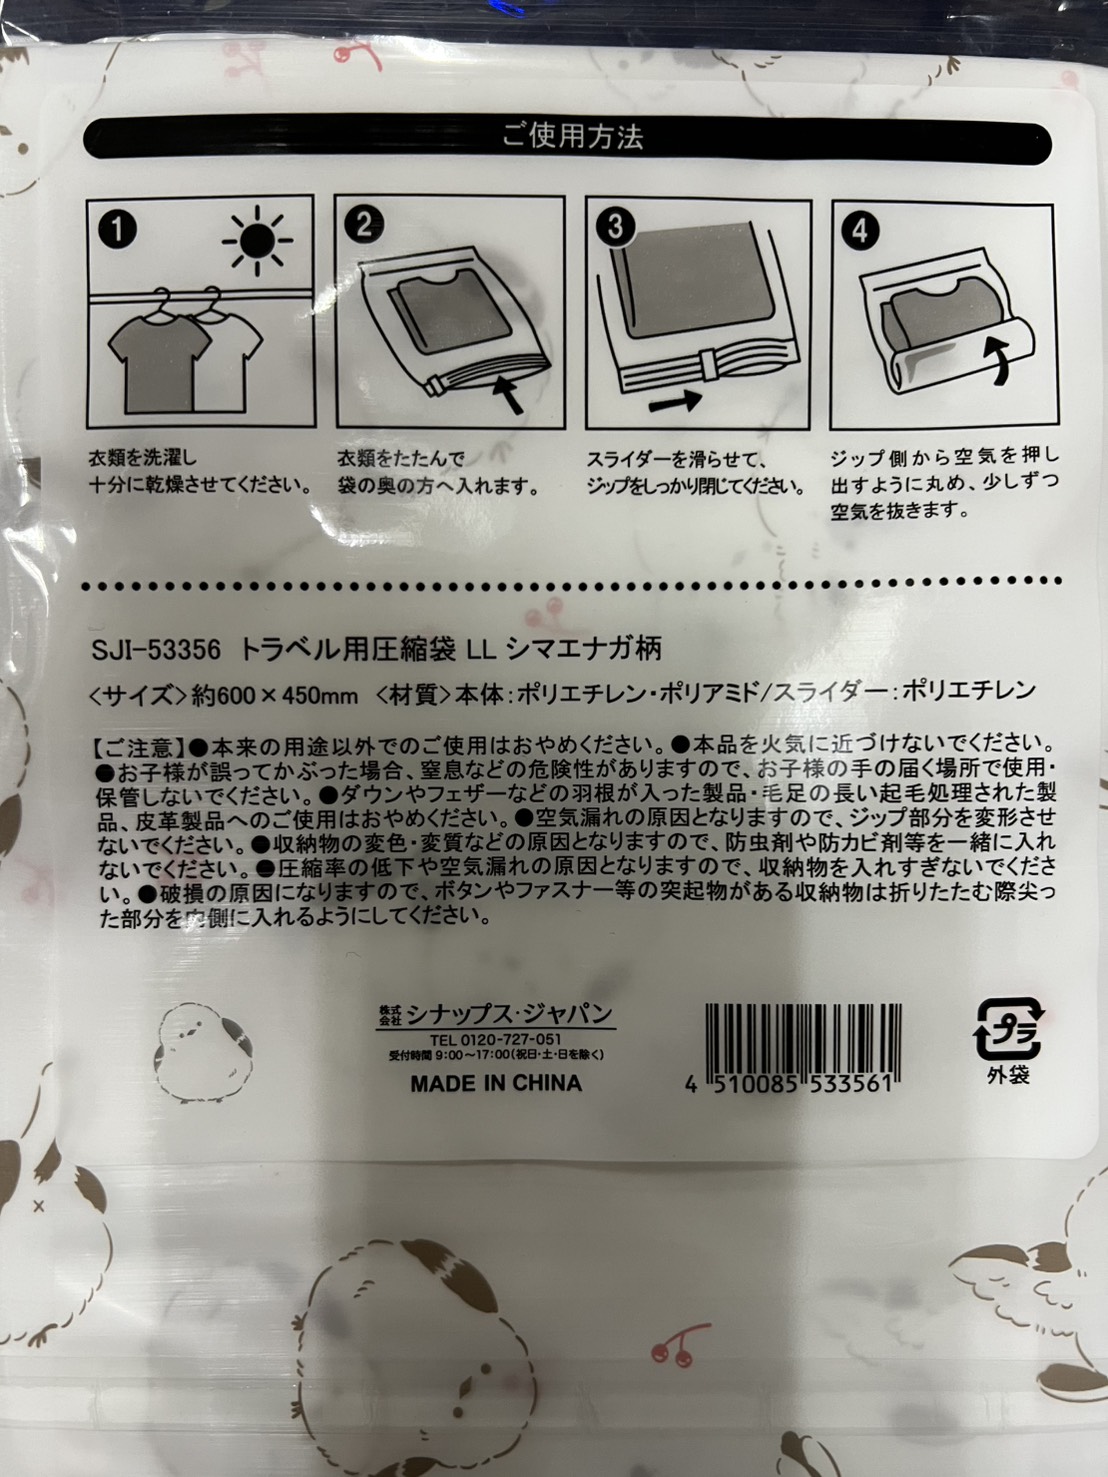 ご使用方法
1
2
3
4
衣類を洗濯し
十分に乾燥させてください。
衣類をたたんで
袋の奥の方へ入れます。
スライダーを滑らせて、
ジップをしっかり閉じてください。
ジップ側から空気を押し
出すように丸め、少しずつ
空気を抜きます。
SJI-53356 トラベル用圧縮袋 LL シマエナガ柄
<サイズ>約600×450mm <材質>本体:ポリエチレン・ポリアミド/スライダー:ポリエチレン
【ご注意】●本来の用途以外でのご使用はおやめください。●本品を火気に近づけないでください。
●お子様が誤ってかぶった場合、窒息などの危険性がありますので、お子様の手の届く場所で使用・
保管しないでください。●ダウンやフェザーなどの羽根が入った製品・毛足の長い起毛処理された製
品、皮革製品へのご使用はおやめください。●空気漏れの原因となりますので、ジップ部分を変形させ
ないでください。●収納物の変色・変質などの原因となりますので、防虫剤や防カビ剤等を一緒に入れ
ないでください。●圧縮率の低下や空気漏れの原因となりますので、収納物を入れすぎないでくださ
い。●破損の原因になりますので、ボタンやファスナー等の突起物がある収納物は折りたたむ際尖っ
た部分を内側に入れるようにしてください。
株式会社 シナップス・ジャパン
TEL 0120-727-051
受付時間 9:00〜17:00(祝日・土・日を除く)
MADE IN CHINA
4 510085 533561
プラ
外袋